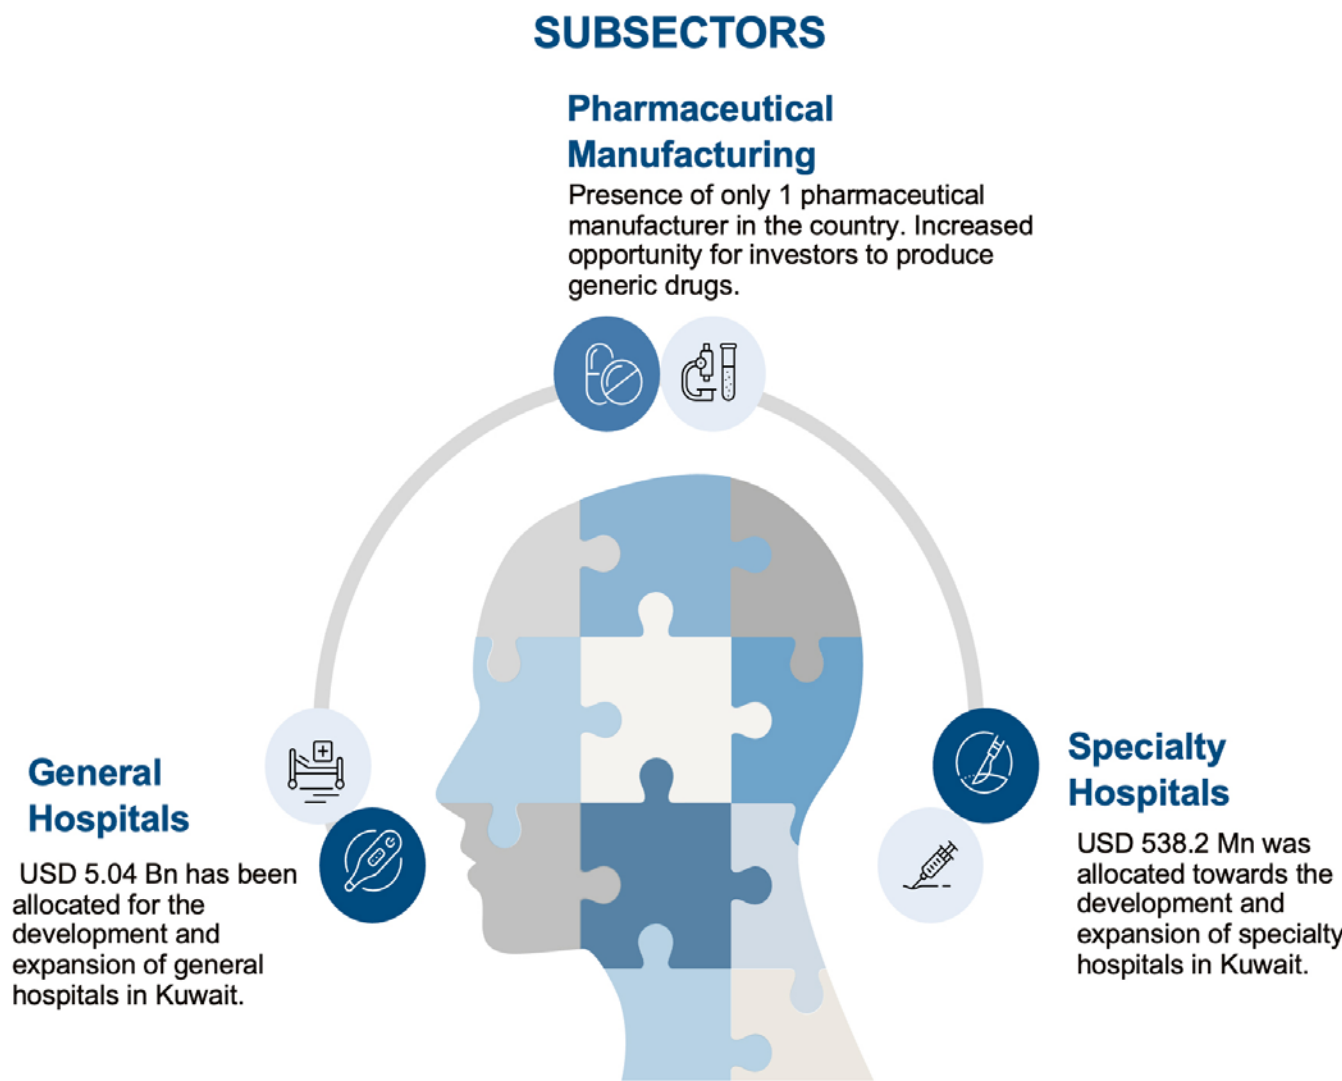 SUBSECTORS
Pharmaceutical
Manufacturing
Presence of only 1 pharmaceutical
manufacturer in the country. Increased
opportunity for investors to produce
generic drugs.
General
Hospitals
USD 5.04 Bn has been
allocated for the
development and
expansion of general
hospitals in Kuwait.
Specialty
Hospitals
USD 538.2 Mn was
allocated towards the
development and
expansion of specialty
hospitals in Kuwait.